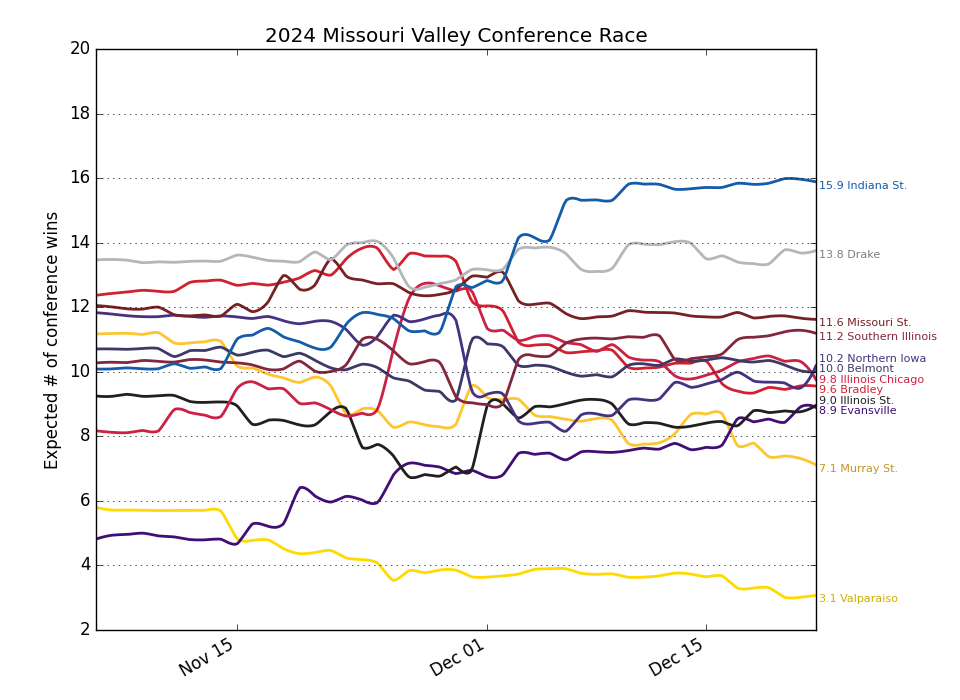 2024 Missouri Valley Conference Race
Expected # of conference wins
20
18
16
14
12
10
8
6
4
2
15.9 Indiana St.
13.8 Drake
11.6 Missouri St.
11.2 Southern Illinois
10.2 Northern Iowa
10.0 Belmont
9.8 Illinois Chicago
9.6 Bradley
9.0 Illinois St.
8.9 Evansville
7.1 Murray St.
3.1 Valparaiso
Nov 15
Dec 01
Dec 15